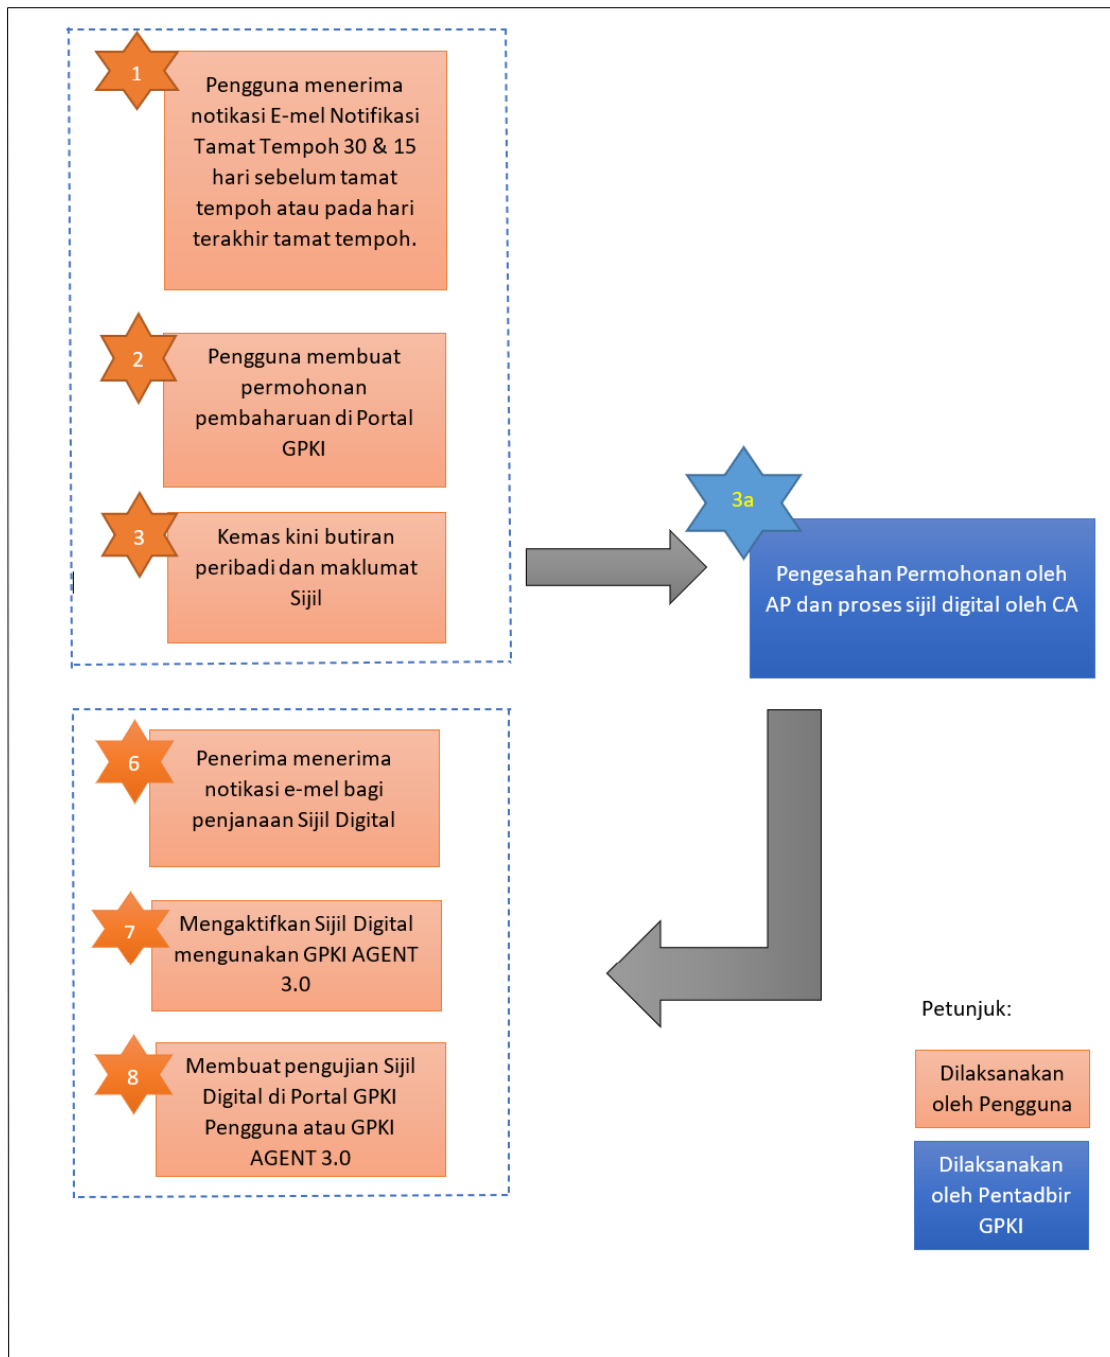 1
Pengguna menerima
notikasi E-mel Notifikasi
Tamat Tempoh 30 & 15
hari sebelum tamat
tempoh atau pada hari
terakhir tamat tempoh.
2
Pengguna membuat
permohonan
pembaharuan di Portal
GPKI
3
Kemas kini butiran
peribadi dan maklumat
Sijil
3a
Pengesahan Permohonan oleh
AP dan proses sijil digital oleh CA
6
Penerima menerima
notikasi e-mel bagi
penjanaan Sijil Digital
7
Mengaktifkan Sijil Digital
mengunakan GPKI AGENT
3.0
8
Membuat pengujian Sijil
Digital di Portal GPKI
Pengguna atau GPKI
AGENT 3.0
Petunjuk:
Dilaksanakan
oleh Pengguna
Dilaksanakan
oleh Pentadbir
GPKI